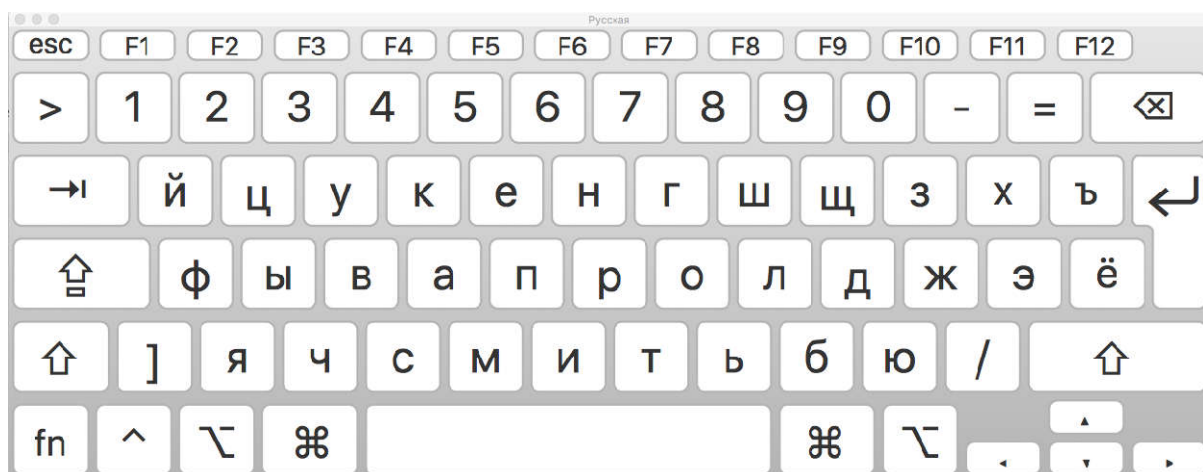 Русская
esc F1 F2 F3 F4 F5 F6 F7 F8 F9 F10 F11 F12
> 1 2 3 4 5 6 7 8 9 0 - =
й ц у к е н г ш щ з х ъ
ф ы в а п р о л д ж э ё
] я ч с м и т ь б ю /
fn ^ ⌥ ⌘ ⌘ ⌥